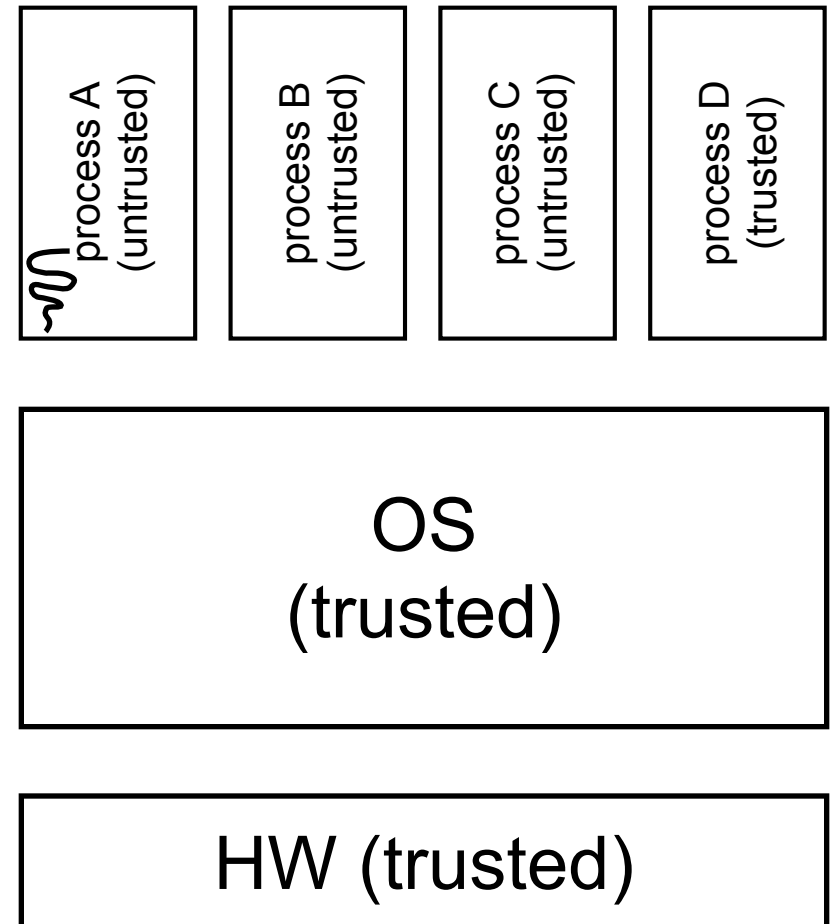 process A
(untrusted)
process B
(untrusted)
process C
(untrusted)
process D
(trusted)
OS
(trusted)
HW (trusted)